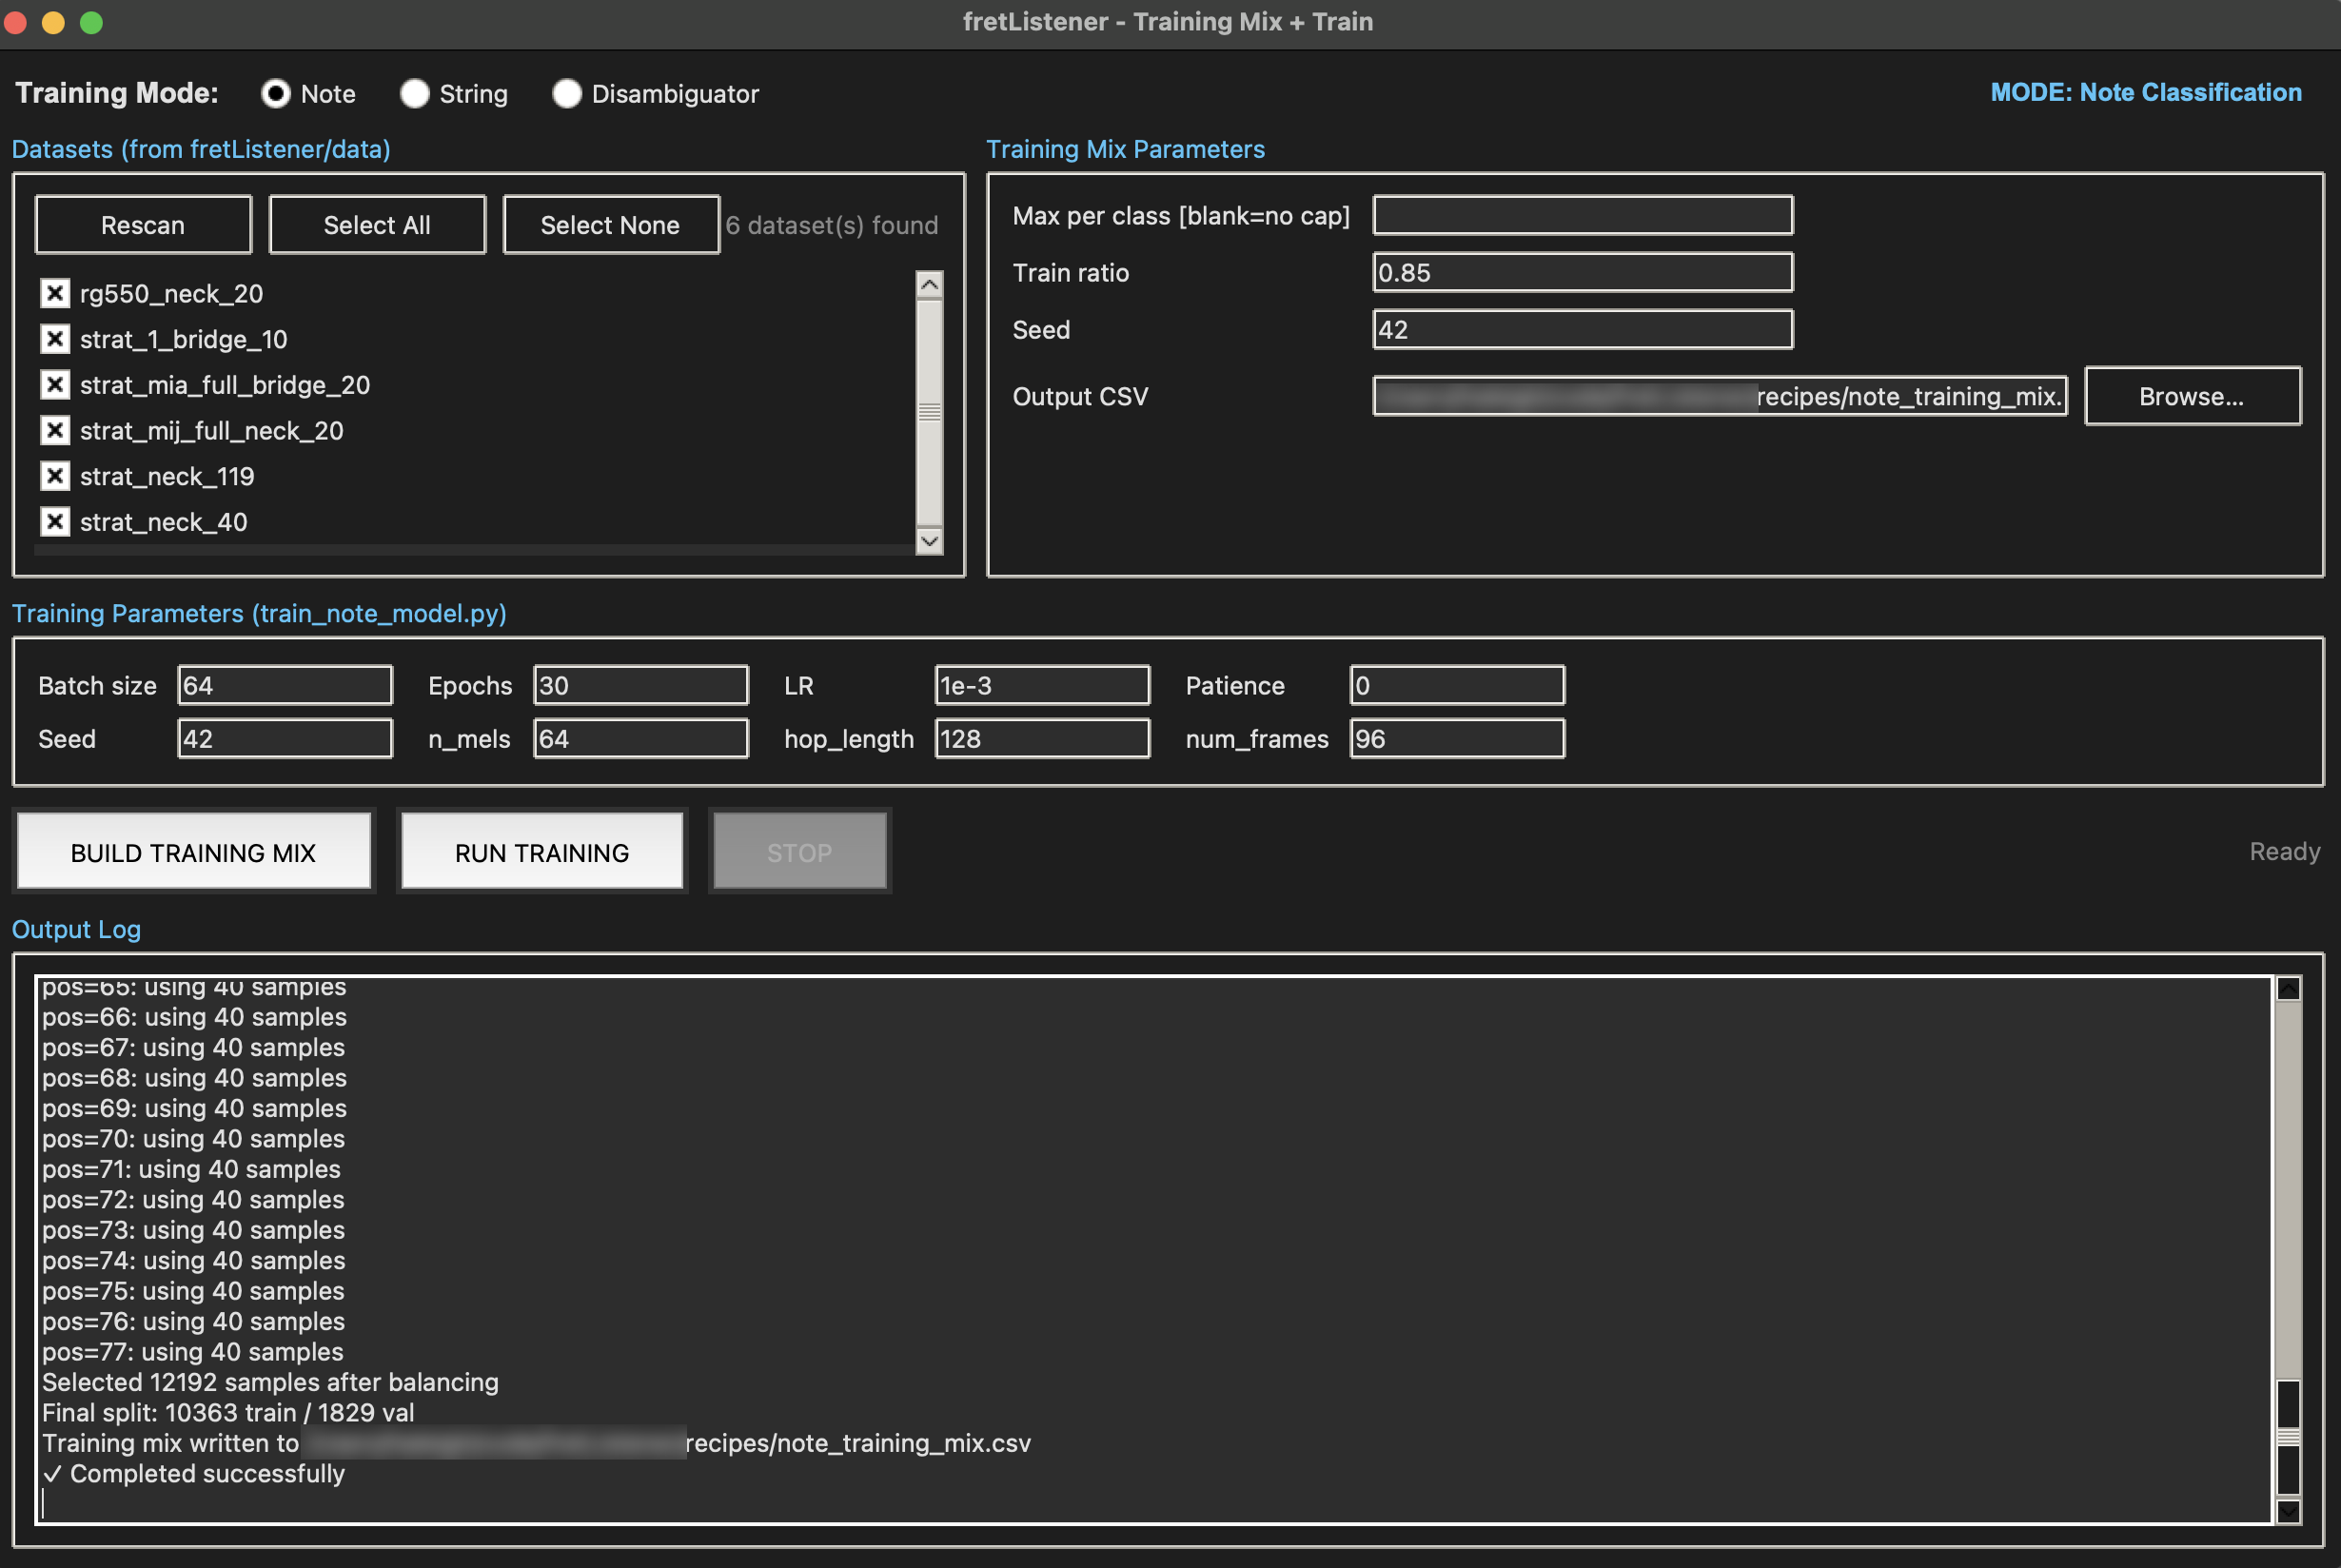 fretListener - Training Mix + Train
Training Mode: Note String Disambiguator MODE: Note Classification
Datasets (from fretListener/data)
Rescan Select All Select None 6 dataset(s) found
rg550_neck_20
strat_1_bridge_10
strat_mia_full_bridge_20
strat_mij_full_neck_20
strat_neck_119
strat_neck_40
Training Mix Parameters
Max per class [blank=no cap]
Train ratio 0.85
Seed 42
Output CSV recipes/note_training_mix. Browse...
Training Parameters (train_note_model.py)
Batch size 64 Epochs 30 LR 1e-3 Patience 0
Seed 42 n_mels 64 hop_length 128 num_frames 96
BUILD TRAINING MIX RUN TRAINING STOP Ready
Output Log
pos=65: using 40 samples
pos=66: using 40 samples
pos=67: using 40 samples
pos=68: using 40 samples
pos=69: using 40 samples
pos=70: using 40 samples
pos=71: using 40 samples
pos=72: using 40 samples
pos=73: using 40 samples
pos=74: using 40 samples
pos=75: using 40 samples
pos=76: using 40 samples
pos=77: using 40 samples
Selected 12192 samples after balancing
Final split: 10363 train / 1829 val
Training mix written to recipes/note_training_mix.csv
✓ Completed successfully